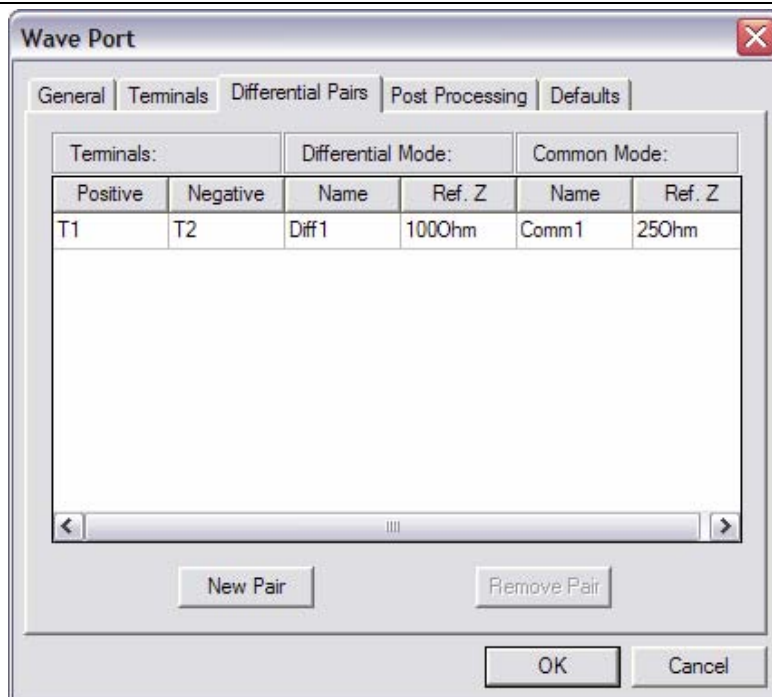 Wave Port
General Terminals Differential Pairs Post Processing Defaults
Terminals: Differential Mode: Common Mode:
Positive Negative Name Ref. Z Name Ref. Z
T1 T2 Diff1 100Ohm Comm1 25Ohm
New Pair Remove Pair
OK Cancel